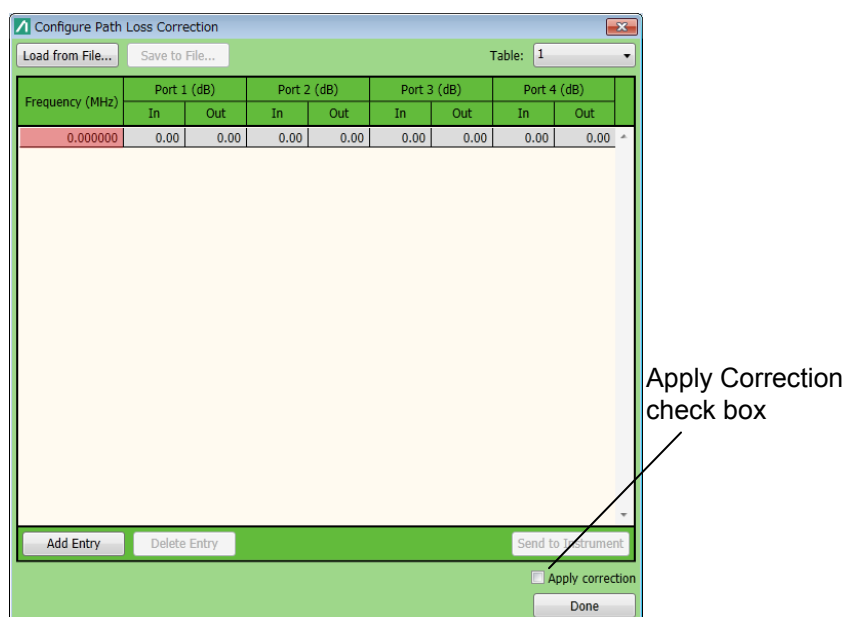 Configure Path Loss Correction
Load from File... Save to File... Table: 1
Frequency (MHz) Port 1 (dB) Port 2 (dB) Port 3 (dB) Port 4 (dB)
In Out In Out In Out In Out
0.000000 0.00 0.00 0.00 0.00 0.00 0.00 0.00 0.00
Apply Correction
check box
Add Entry Delete Entry Send to Instrument
Apply correction
Done